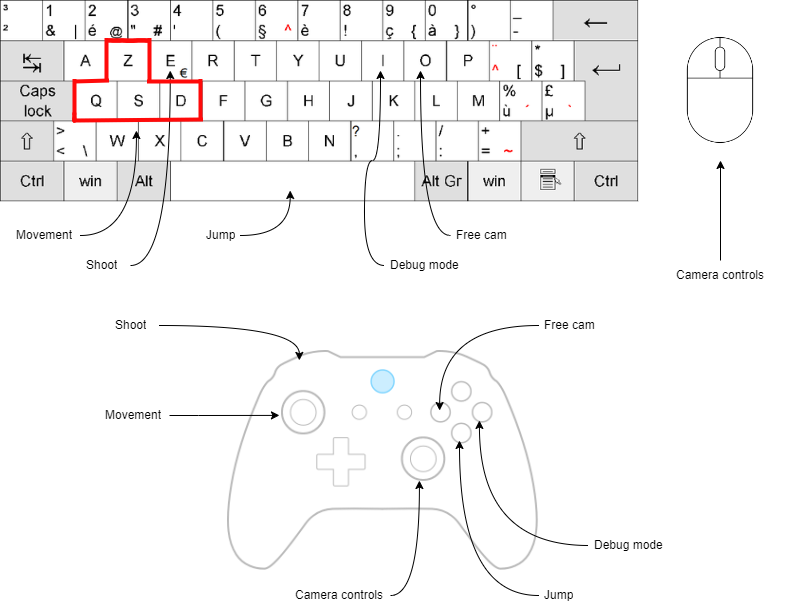 ³ 1 2 3 4 5 6 7 8 9 0 ° _
² & | é @ " # ' ( § ^ è ! ç { à } ) -
A Z E € R T Y U I O P ¨ ^ [ * $ ]
Caps lock Q S D F G H J K L M % ù ´ £ µ `
> < \ W X C V B N ? , . ; / : + = ~
Ctrl win Alt Alt Gr win Ctrl
Movement Jump Free cam
Shoot Debug mode
Camera controls
Shoot Free cam
Movement
Debug mode
Camera controls Jump